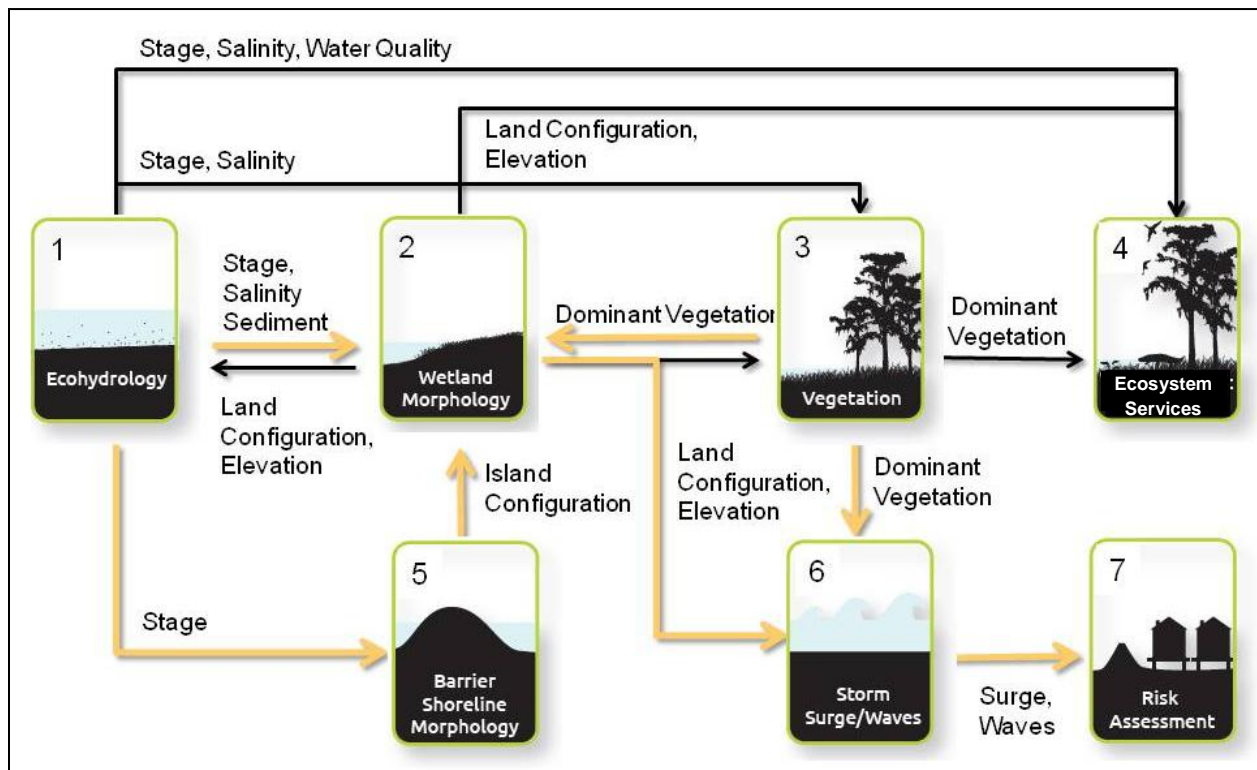 Stage, Salinity, Water Quality
Land Configuration,
Elevation
Stage, Salinity
1
Ecohydrology
Stage,
Salinity
Sediment
2
Wetland
Morphology
Dominant Vegetation
3
Vegetation
Dominant
Vegetation
4
Ecosystem :
Services
Land
Configuration,
Elevation
Island
Configuration
Land
Configuration,
Elevation
Dominant
Vegetation
Stage
5
Barrier
Shoreline
Morphology
6
Storm
Surge/Waves
Surge,
Waves
7
Risk
Assessment